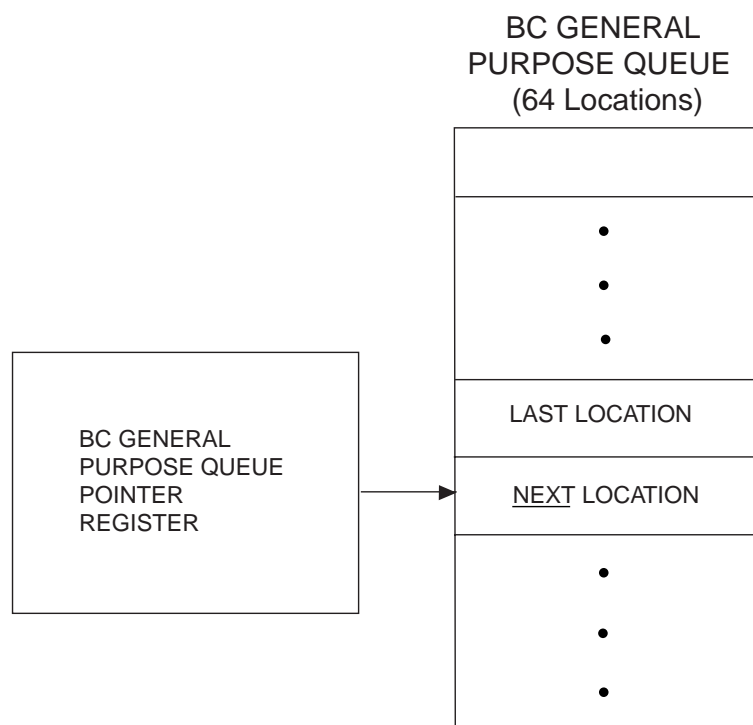 BC GENERAL
PURPOSE QUEUE
(64 Locations)
LAST LOCATION
BC GENERAL
PURPOSE QUEUE
POINTER
REGISTER
NEXT LOCATION